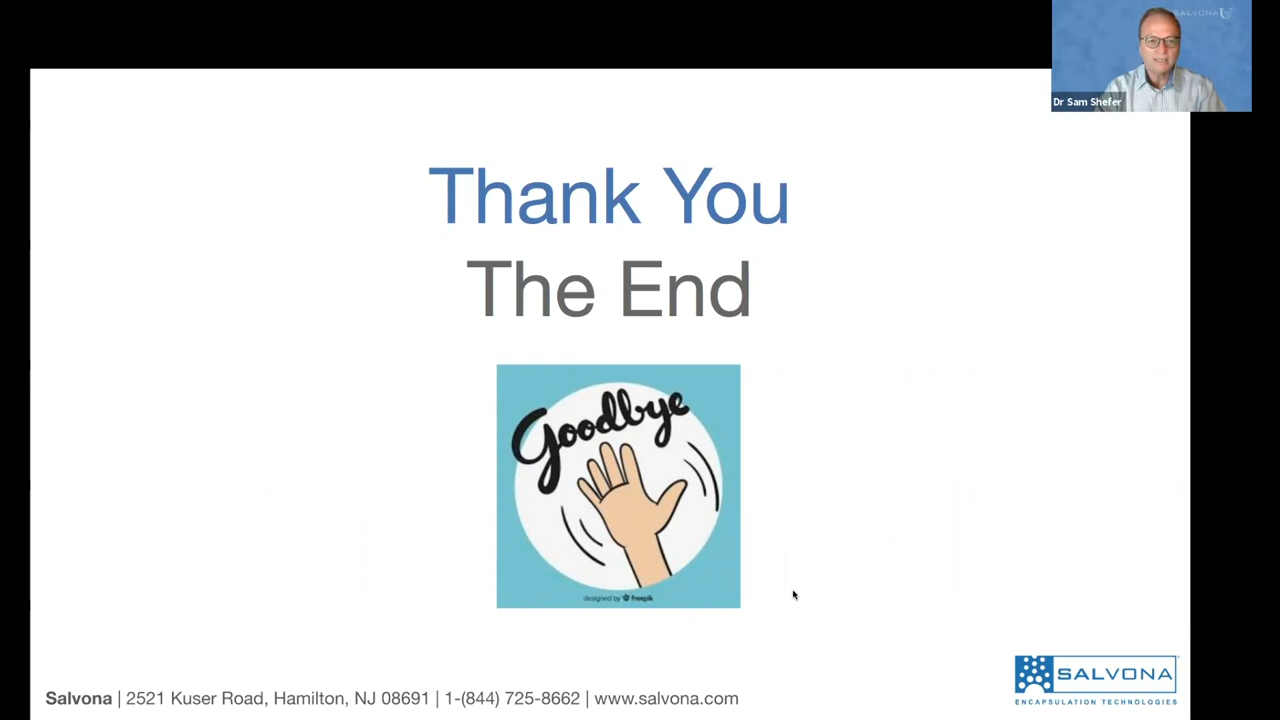 SALVONA
Dr Sam Shefer
Thank You
The End
Goodbye
designed by freepik
Salvona | 2521 Kuser Road, Hamilton, NJ 08691 | 1-(844) 725-8662 | www.salvona.com
SALVONA
ENCAPSULATION TECHNOLOGIES